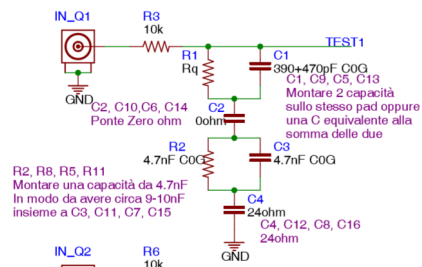 IN_Q1
R3
10k
TEST1
R1
Rq
C1
390+470pF C0G
GND
C1, C9, C5, C13
Montare 2 capacità
sullo stesso pad oppure
una C equivalente alla
somma delle due
C2, C10,C6, C14
Ponte Zero ohm
C2
0ohm
R2
4.7nF C0G
C3
4.7nF C0G
R2, R8, R5, R11
Montare una capacità da 4.7nF
In modo da avere circa 9-10nF
insieme a C3, C11, C7, C15
C4
24ohm
C4, C12, C8, C16
24ohm
GND
IN_Q2
R6
10k